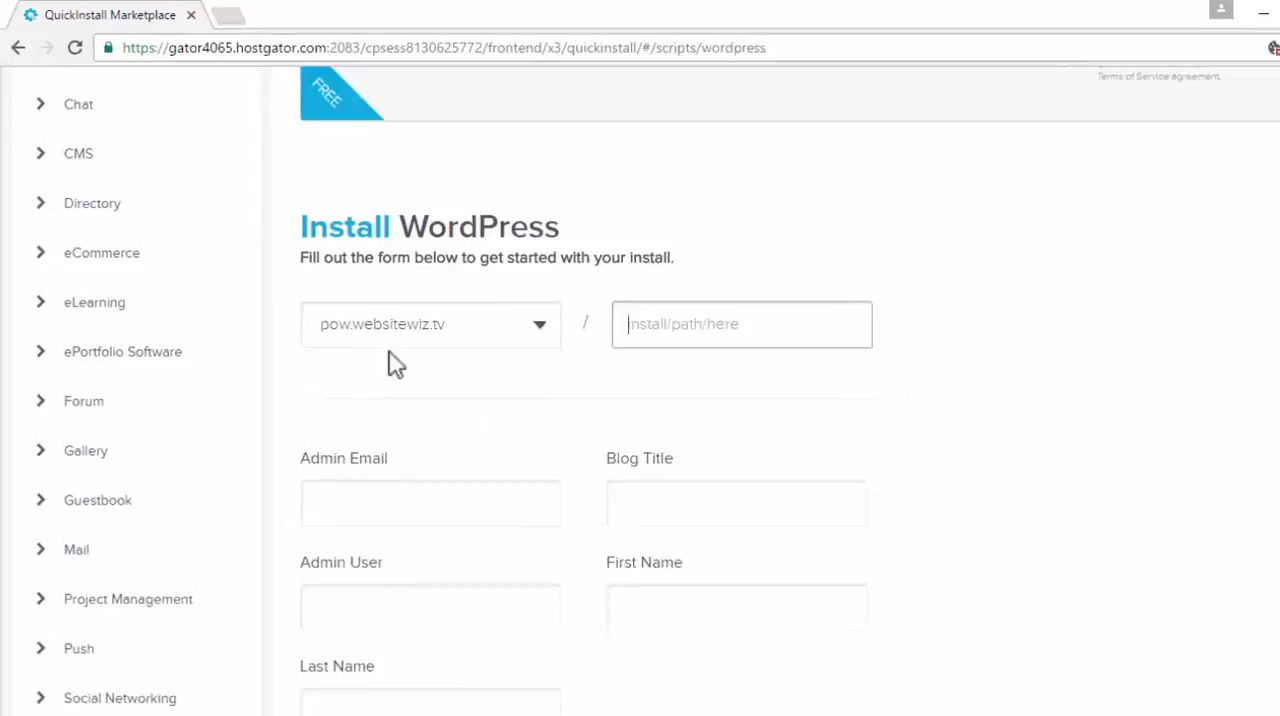 QuickInstall Marketplace
https://gator4065.hostgator.com:2083/cpsess8130625772/frontend/x3/quickinstall/#/scripts/wordpress
Terms of Service agreement.
FREE
Chat
CMS
Directory
eCommerce
eLearning
ePortfolio Software
Forum
Gallery
Guestbook
Mail
Project Management
Push
Social Networking
Install WordPress
Fill out the form below to get started with your install.
pow.websitewiz.tv / install/path/here
Admin Email
Blog Title
Admin User
First Name
Last Name